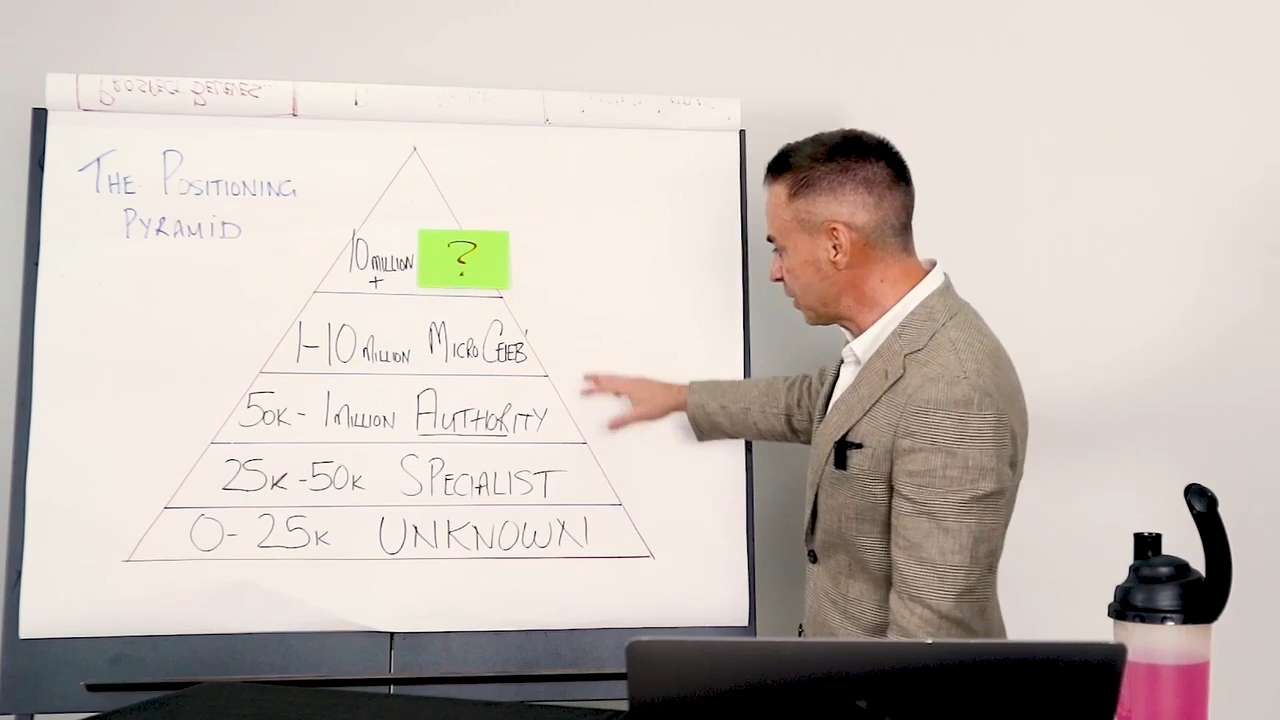 THE POSITIONING
PYRAMID
10 MILLION
+
?
1-10 MILLION MICRO CELEB'
50K - 1 MILLION AUTHORITY
25K - 50K SPECIALIST
0 - 25K UNKNOWN